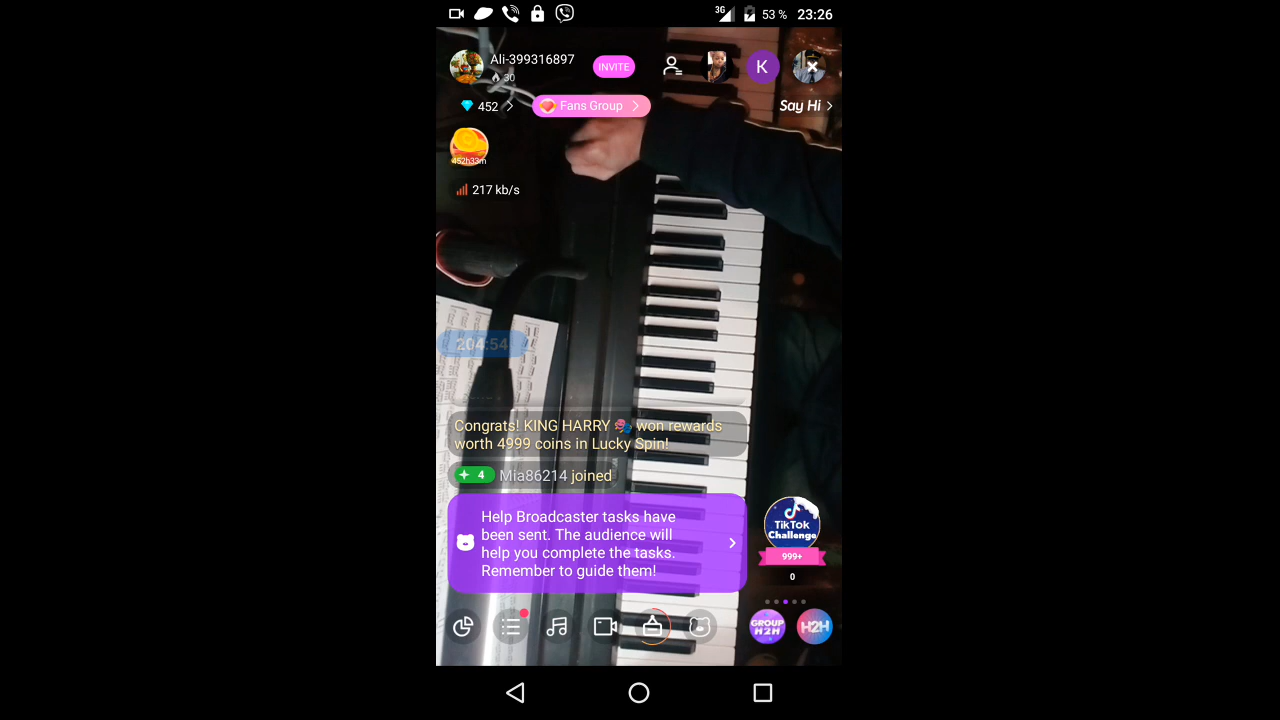 3G 53 % 23:26
Ali-399316897
30
INVITE
K
452
Fans Group
Say Hi
452h33m
217 kb/s
204:54
Congrats! KING HARRY 🎭 won rewards
worth 4999 coins in Lucky Spin!
4 Mia86214 joined
Help Broadcaster tasks have
been sent. The audience will
help you complete the tasks.
Remember to guide them!
TikTok
Challenge
999+
0
GROUP
H2H
H2H